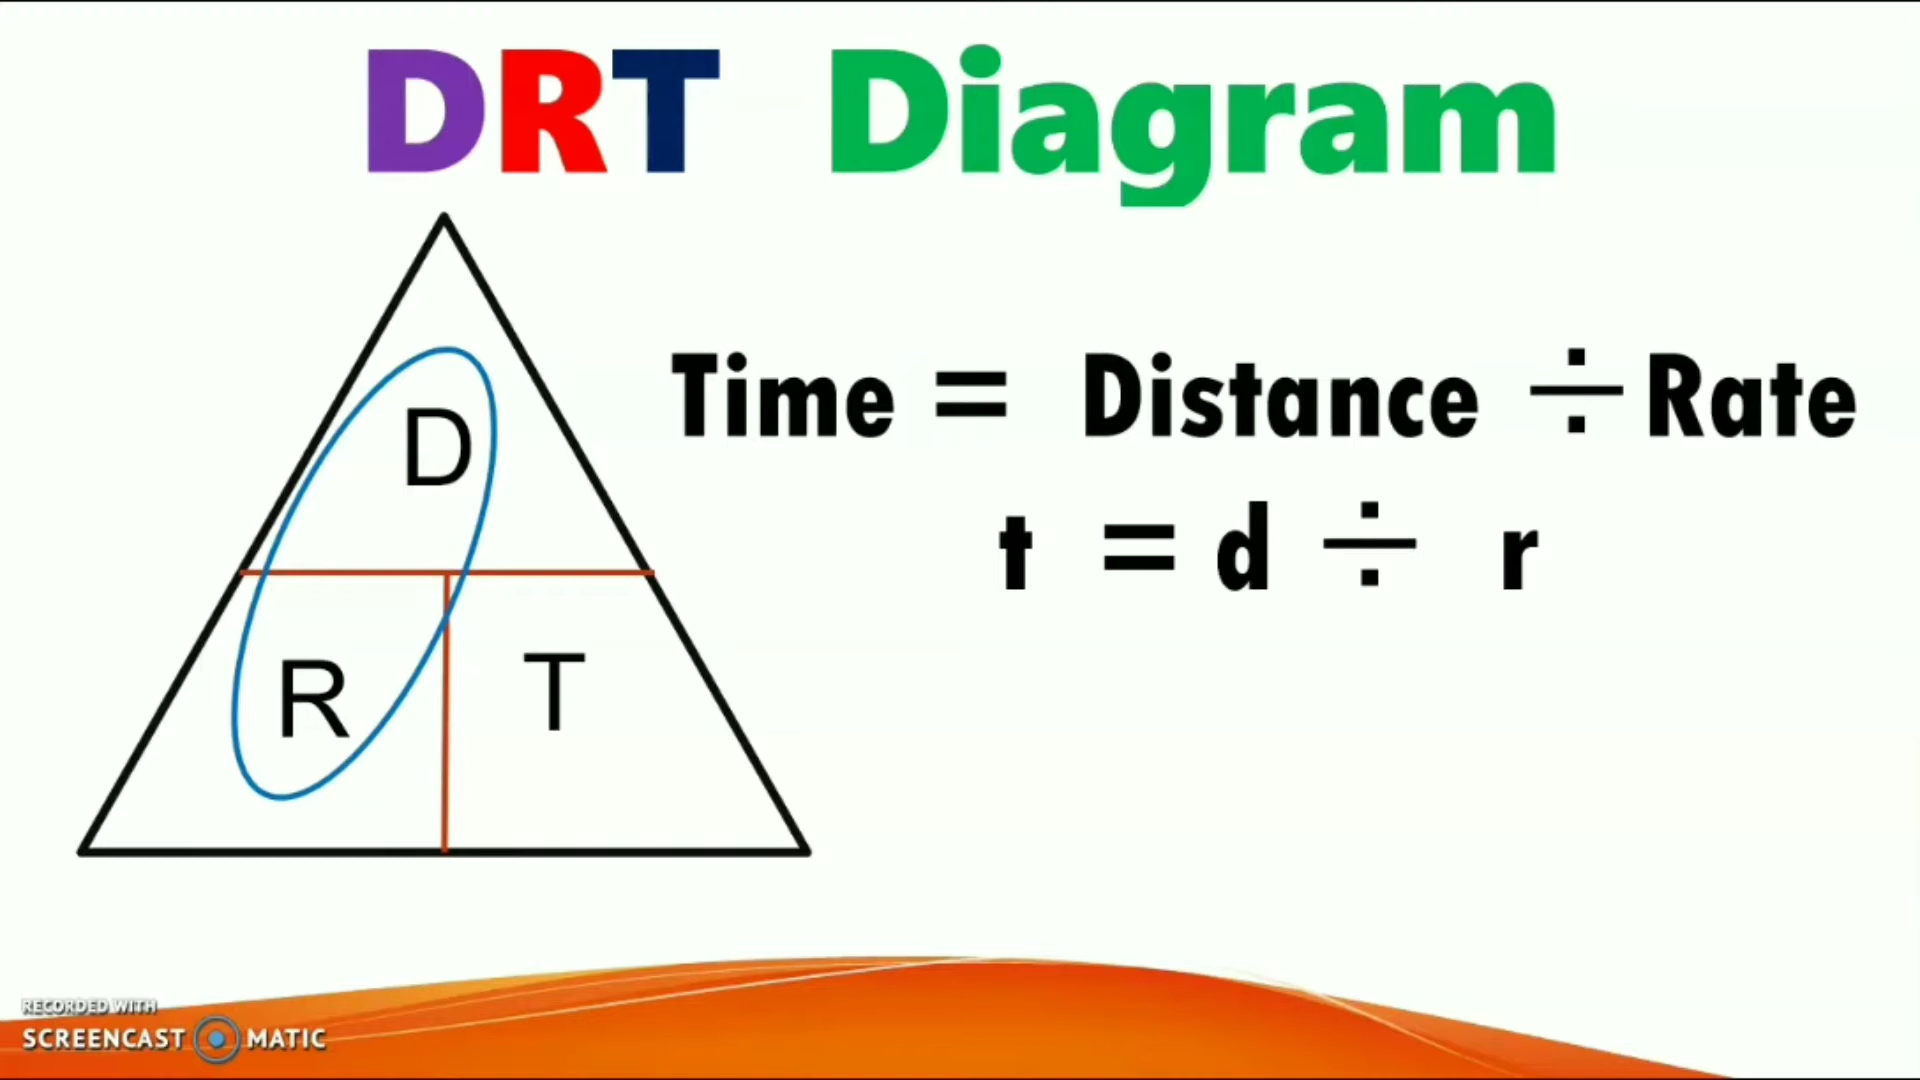 DRT Diagram
Time = Distance ÷ Rate
t = d ÷ r
D
R T
RECORDED WITH
SCREENCAST MATIC